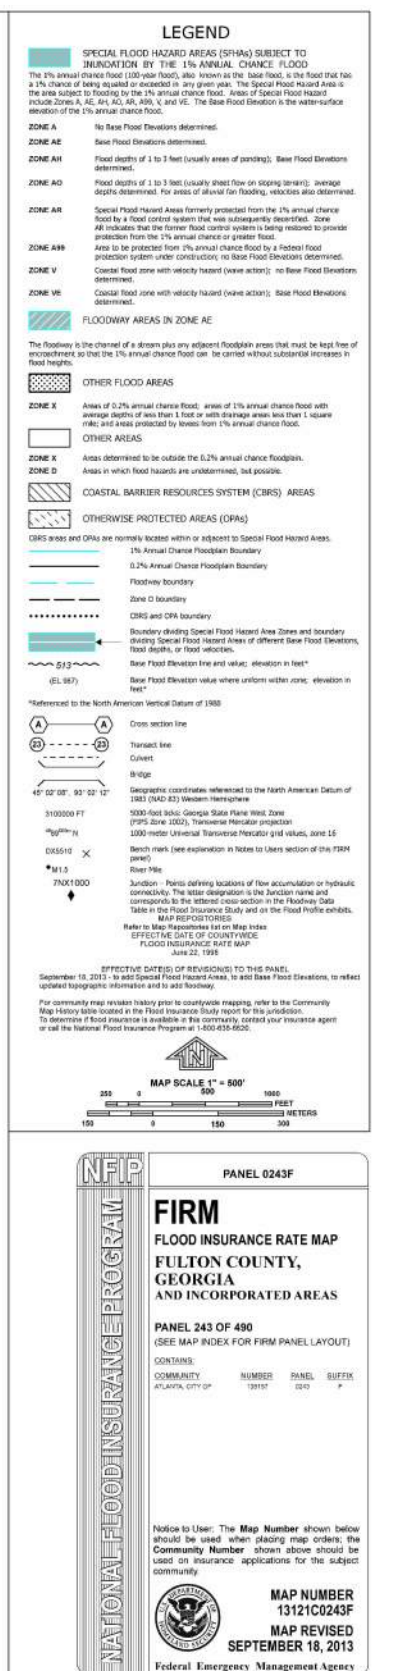 LEGEND
SPECIAL FLOOD HAZARD AREAS (SFHAs) SUBJECT TO
INUNDATION BY THE 1% ANNUAL CHANCE FLOOD
The 1% annual chance flood (100-year flood), also known as the base flood, is the flood that has
a 1% chance of being equaled or exceeded in any given year. The Special Flood Hazard Area is
the area subject to flooding by the 1% annual chance flood. Areas of Special Flood Hazard
include Zones A, AE, AH, AO, AR, A99, V, and VE. The Base Flood Elevation is the water-surface
elevation of the 1% annual chance flood.
ZONE A No Base Flood Elevations determined.
ZONE AE Base Flood Elevations determined.
ZONE AH Flood depths of 1 to 3 feet (usually areas of ponding); Base Flood Elevations
determined.
ZONE AO Flood depths of 1 to 3 feet (usually sheet flow on sloping terrain); average
depths determined. For areas of alluvial fan flooding, velocities also determined.
ZONE AR Special Flood Hazard Areas formerly protected from the 1% annual chance
flood by a flood control system that was subsequently decertified. Zone
AR indicates that the former flood control system is being restored to provide
protection from the 1% annual chance or greater flood.
ZONE A99 Area to be protected from 1% annual chance flood by a Federal flood
protection system under construction; no Base Flood Elevations determined.
ZONE V Coastal flood zone with velocity hazard (wave action); no Base Flood Elevations
determined.
ZONE VE Coastal flood zone with velocity hazard (wave action); Base Flood Elevations
determined.
FLOODWAY AREAS IN ZONE AE
The floodway is the channel of a stream plus any adjacent floodplain areas that must be kept free of
encroachment so that the 1% annual chance flood can be carried without substantial increases in
flood heights.
OTHER FLOOD AREAS
ZONE X Areas of 0.2% annual chance flood; areas of 1% annual chance flood with
average depths of less than 1 foot or with drainage areas less than 1 square
mile; and areas protected by levees from 1% annual chance flood.
OTHER AREAS
ZONE X Areas determined to be outside the 0.2% annual chance floodplain.
ZONE D Areas in which flood hazards are undetermined, but possible.
COASTAL BARRIER RESOURCES SYSTEM (CBRS) AREAS
OTHERWISE PROTECTED AREAS (OPAs)
CBRS areas and OPAs are normally located within or adjacent to Special Flood Hazard Areas.
1% Annual Chance Floodplain Boundary
0.2% Annual Chance Floodplain Boundary
Floodway boundary
Zone D boundary
CBRS and OPA boundary
Boundary dividing Special Flood Hazard Area Zones and boundary
dividing Special Flood Hazard Areas of different Base Flood Elevations,
flood depths, or flood velocities.
513 Base Flood Elevation line and value; elevation in feet*
(EL 987) Base Flood Elevation value where uniform within zone; elevation in
feet*
*Referenced to the North American Vertical Datum of 1988
A A Cross section line
23 23 Transect line
Culvert
Bridge
45° 02' 08", 93° 02' 12" Geographic coordinates referenced to the North American Datum of
1983 (NAD 83) Western Hemisphere
3100000 FT 5000-foot ticks: Georgia State Plane West Zone
(FIPS Zone 1002), Transverse Mercator projection
N 1000-meter Universal Transverse Mercator grid values, zone 16
DX5510 X Bench mark (see explanation in Notes to Users section of this FIRM
panel)
M1.5 River Mile
7NX1000 Junction – Points defining locations of flow accumulation or hydraulic
connectivity. The letter designation is the Junction name and
corresponds to the lettered cross-section in the Floodway Data
Table in the Flood Insurance Study and on the Flood Profile exhibits.
MAP REPOSITORIES
Refer to Map Repositories list on Map Index
EFFECTIVE DATE OF COUNTYWIDE
FLOOD INSURANCE RATE MAP
June 22, 1998
EFFECTIVE DATE(S) OF REVISION(S) TO THIS PANEL
September 18, 2013 - to add Special Flood Hazard Areas, to add Base Flood Elevations, to reflect
updated topographic information and to add floodway.
For community map revision history prior to countywide mapping, refer to the Community
Map History table located in the Flood Insurance Study report for this jurisdiction.
To determine if flood insurance is available in this community, contact your insurance agent
or call the National Flood Insurance Program at 1-800-638-6620.
N
MAP SCALE 1" = 500'
250 0 500 1000
FEET
METERS
150 0 150 300
NFIP
NATIONAL FLOOD INSURANCE PROGRAM
PANEL 0243F
FIRM
FLOOD INSURANCE RATE MAP
FULTON COUNTY,
GEORGIA
AND INCORPORATED AREAS
PANEL 243 OF 490
(SEE MAP INDEX FOR FIRM PANEL LAYOUT)
CONTAINS:
COMMUNITY NUMBER PANEL SUFFIX
ATLANTA, CITY OF 135157 0243 F
Notice to User: The Map Number shown below
should be used when placing map orders; the
Community Number shown above should be
used on insurance applications for the subject
community.
U.S. DEPARTMENT OF HOMELAND SECURITY
MAP NUMBER
13121C0243F
MAP REVISED
SEPTEMBER 18, 2013
Federal Emergency Management Agency